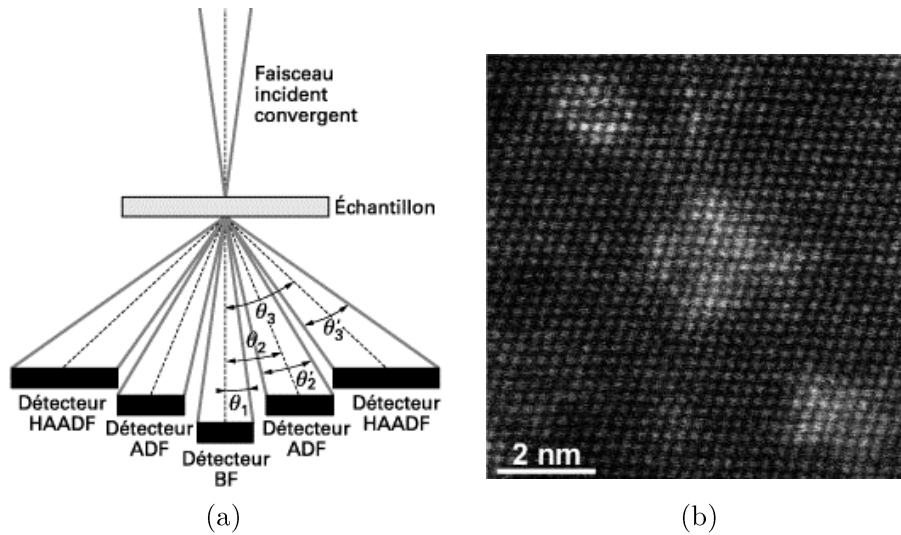 Faisceau
incident
convergent
Échantillon
θ3
θ'3
θ2
θ'2
θ1
Détecteur
HAADF
Détecteur
ADF
Détecteur
BF
Détecteur
ADF
Détecteur
HAADF
2 nm
(a)
(b)